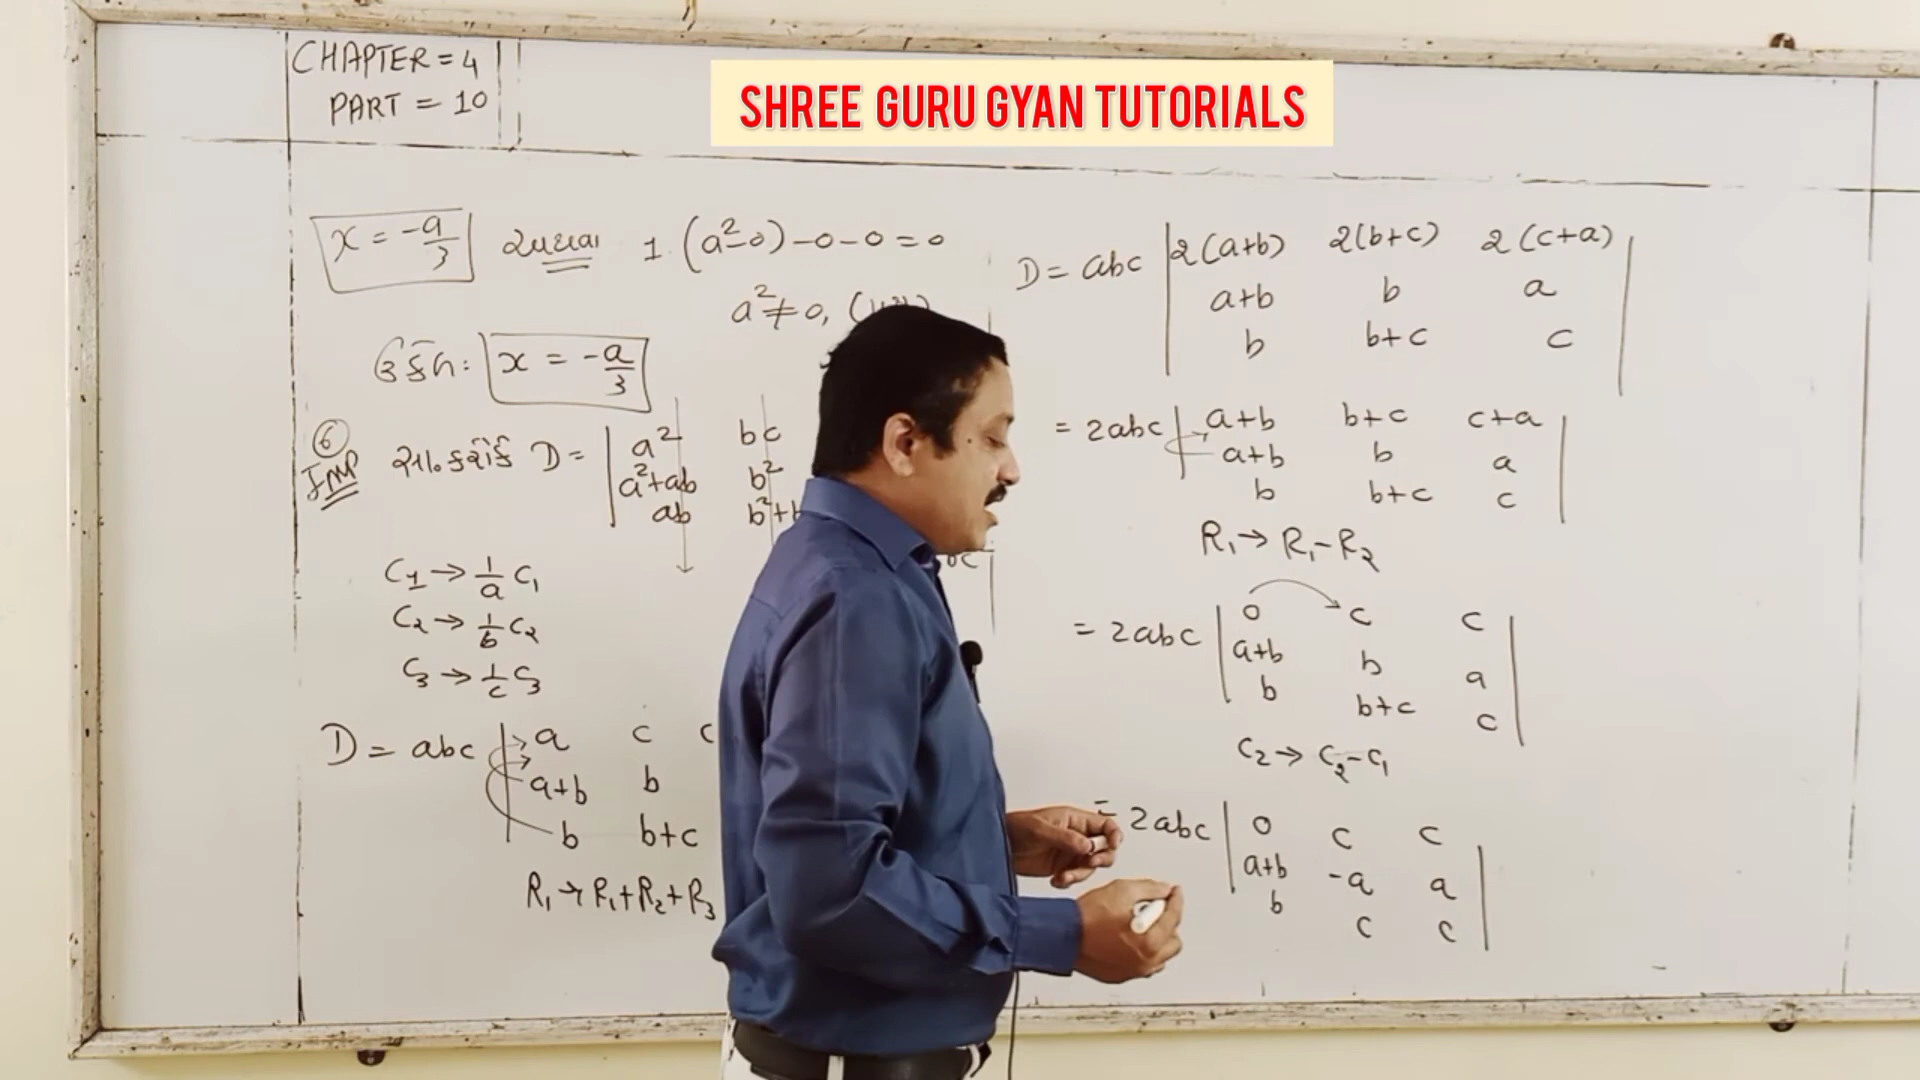 CHAPTER = 4
PART = 10
SHREE GURU GYAN TUTORIALS
x = -a/3 અથવા 1 (a²-0) - 0 - 0 = 0
a² ≠ 0,
x = -a/3
⑥ IMP સા. કરો કે D = | a² bc
a²+ab b²
ab b²+
C₁ → 1/a C₁
C₂ → 1/b C₂
C₃ → 1/c C₃
D = abc | a c c
a+b b
b b+c
R₁ → R₁+R₂+R₃
D = abc | 2(a+b) 2(b+c) 2(c+a) |
a+b b a
b b+c c
= 2abc | a+b b+c c+a |
a+b b a
b b+c c
R₁ → R₁-R₂
= 2abc | 0 c c |
a+b b a
b b+c c
C₂ → C₂-C₁
= 2abc | 0 c c |
a+b -a a
b c c